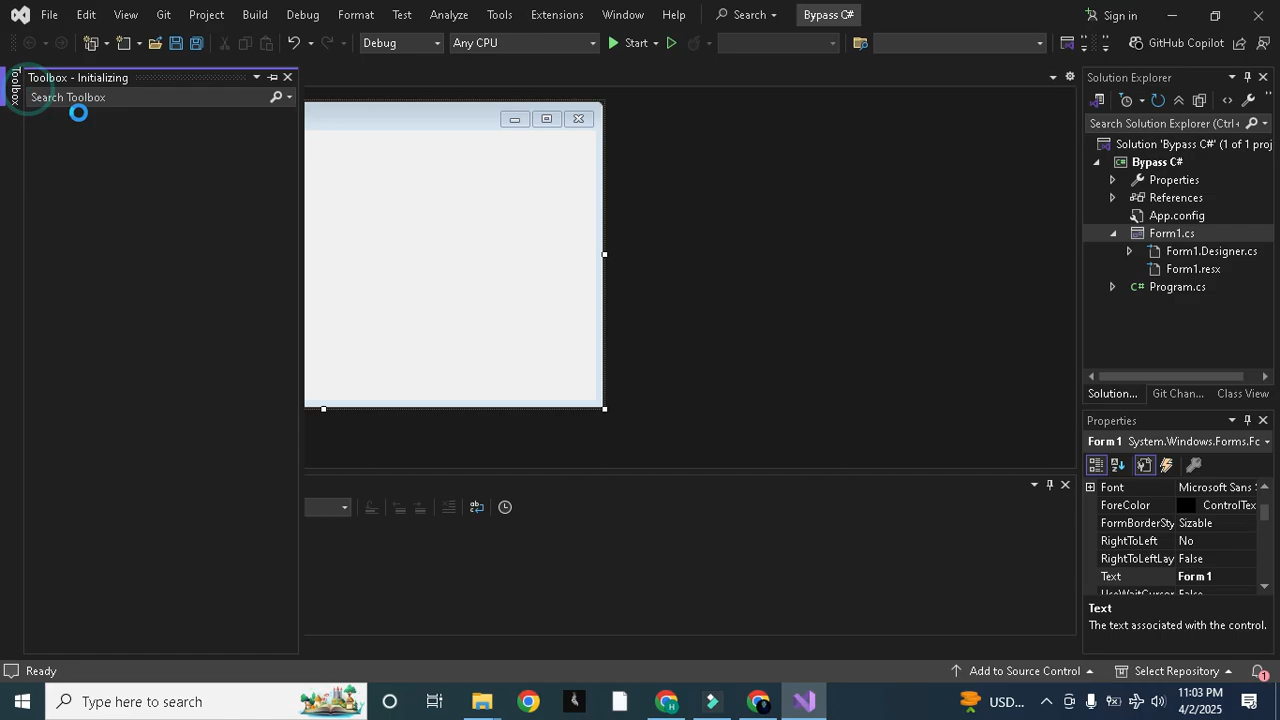 File Edit View Git Project Build Debug Format Test Analyze Tools Extensions Window Help Search Bypass C# Sign in
Debug Any CPU Start GitHub Copilot
Toolbox
Toolbox - Initializing
Search Toolbox
Solution Explorer
Search Solution Explorer (Ctrl+
Solution 'Bypass C#' (1 of 1 proj
Bypass C#
Properties
References
App.config
Form1.cs
Form1.Designer.cs
Form1.resx
C# Program.cs
Solution... Git Chan... Class View
Properties
Form1 System.Windows.Forms.Fo
Font Microsoft Sans
ForeColor ControlTex
FormBorderSty Sizable
RightToLeft No
RightToLeftLay False
Text Form1
UseWaitCursor False
Text
The text associated with the control.
Ready Add to Source Control Select Repository
Type here to search USD... 11:03 PM
4/2/2025